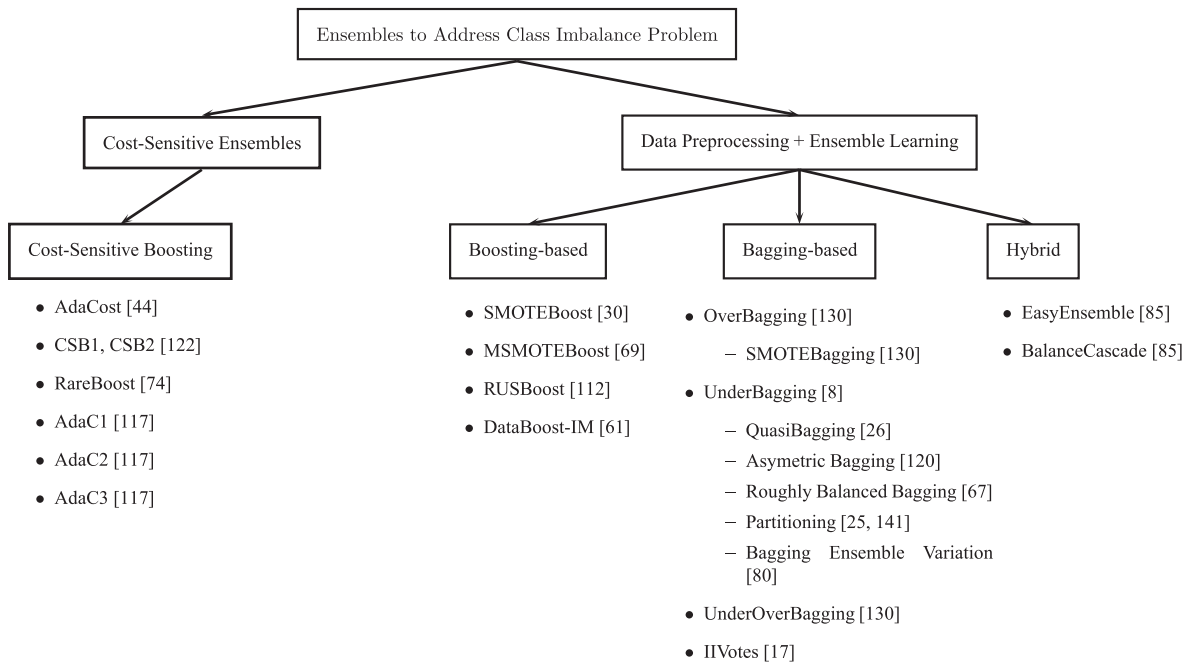 Ensembles to Address Class Imbalance Problem
Cost-Sensitive Ensembles
Data Preprocessing + Ensemble Learning
Cost-Sensitive Boosting
Boosting-based
Bagging-based
Hybrid
• AdaCost [44]
• CSB1, CSB2 [122]
• RareBoost [74]
• AdaC1 [117]
• AdaC2 [117]
• AdaC3 [117]
• SMOTEBoost [30]
• MSMOTEBoost [69]
• RUSBoost [112]
• DataBoost-IM [61]
• OverBagging [130]
– SMOTEBagging [130]
• UnderBagging [8]
– QuasiBagging [26]
– Asymetric Bagging [120]
– Roughly Balanced Bagging [67]
– Partitioning [25, 141]
– Bagging Ensemble Variation
[80]
• UnderOverBagging [130]
• IIVotes [17]
• EasyEnsemble [85]
• BalanceCascade [85]